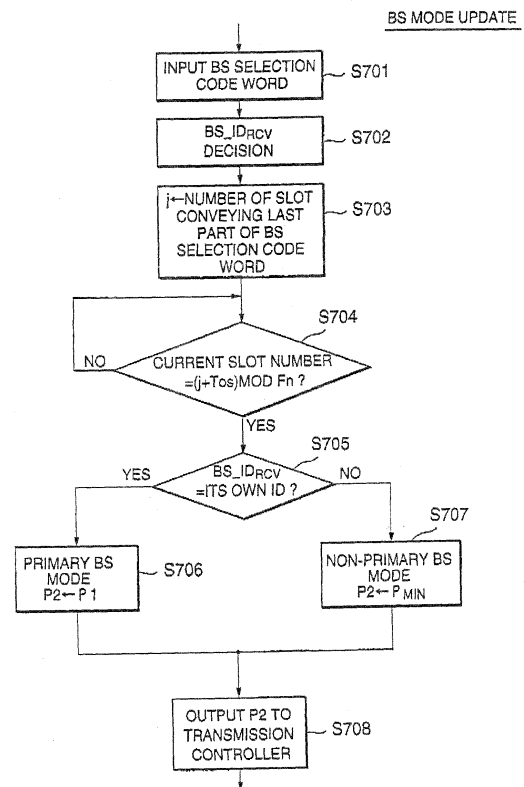 BS MODE UPDATE
INPUT BS SELECTION
CODE WORD
S701
BS_IDRCV
DECISION
S702
j←NUMBER OF SLOT
CONVEYING LAST
PART OF BS
SELECTION CODE
WORD
S703
S704
NO
CURRENT SLOT NUMBER
=(j+Tos)MOD Fn ?
YES
S705
YES
BS_IDRCV
=ITS OWN ID ?
NO
S707
PRIMARY BS
MODE
P2←P1
S706
NON-PRIMARY BS
MODE
P2←PMIN
OUTPUT P2 TO
TRANSMISSION
CONTROLLER
S708